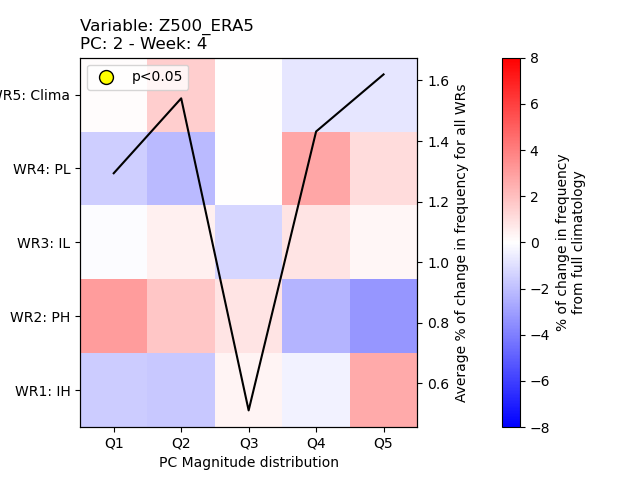 Variable: Z500_ERA5
PC: 2 - Week: 4
p<0.05
WR5: Clima
WR4: PL
WR3: IL
WR2: PH
WR1: IH
Q1 Q2 Q3 Q4 Q5
PC Magnitude distribution
1.6
1.4
1.2
1.0
0.8
0.6
Average % of change in frequency for all WRs
8
6
4
2
0
−2
−4
−6
−8
% of change in frequency
from full climatology